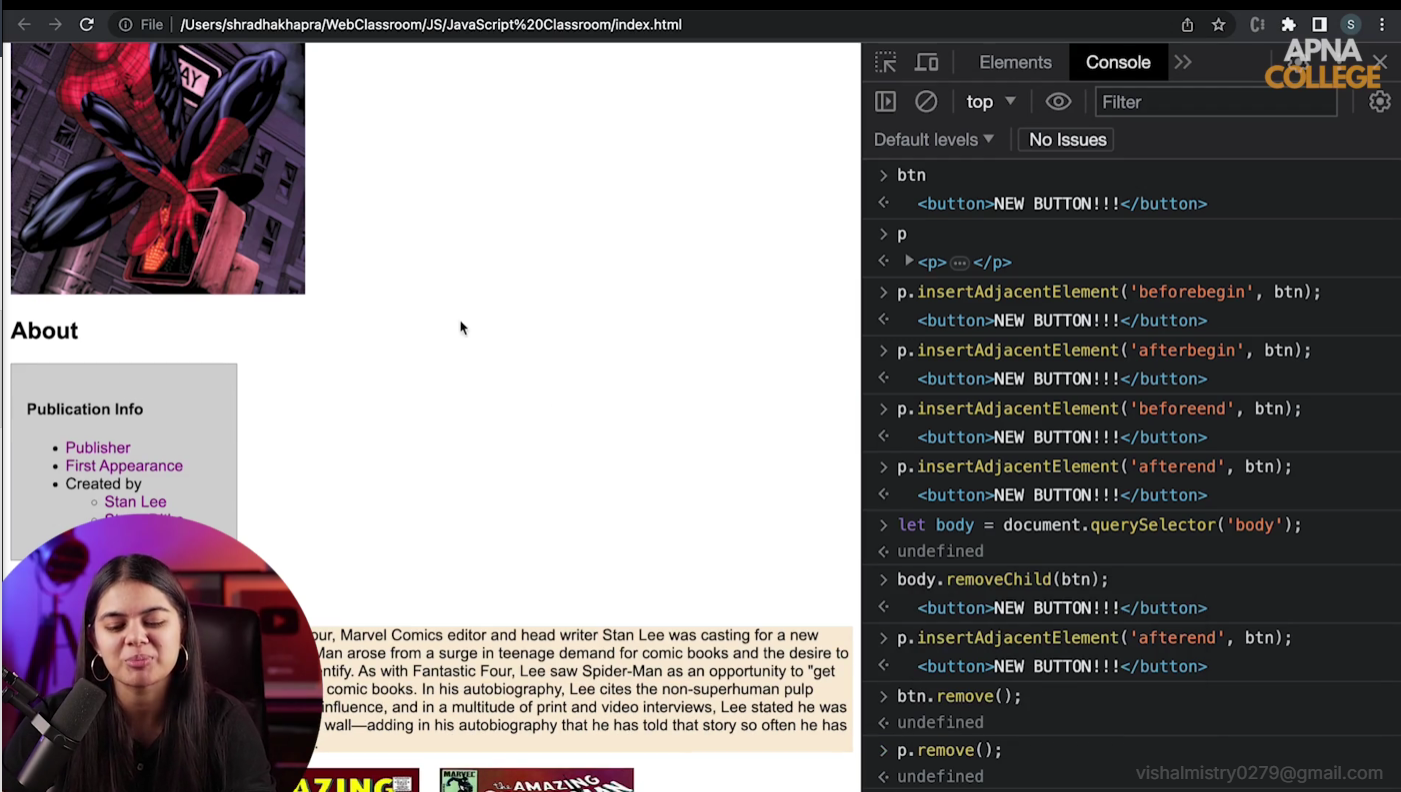 File | /Users/shradhakhapra/WebClassroom/JS/JavaScript%20Classroom/index.html
S
APNA
COLLEGE
AY
About
Publication Info
Publisher
First Appearance
Created by
Stan Lee
our, Marvel Comics editor and head writer Stan Lee was casting for a new
Man arose from a surge in teenage demand for comic books and the desire to
ntify. As with Fantastic Four, Lee saw Spider-Man as an opportunity to "get
comic books. In his autobiography, Lee cites the non-superhuman pulp
influence, and in a multitude of print and video interviews, Lee stated he was
wall—adding in his autobiography that he has told that story so often he has
AZING
MARVEL
the AMAZING
Elements Console
top Filter
Default levels No Issues
> btn
<button>NEW BUTTON!!!</button>
> p
<p>…</p>
> p.insertAdjacentElement('beforebegin', btn);
<button>NEW BUTTON!!!</button>
> p.insertAdjacentElement('afterbegin', btn);
<button>NEW BUTTON!!!</button>
> p.insertAdjacentElement('beforeend', btn);
<button>NEW BUTTON!!!</button>
> p.insertAdjacentElement('afterend', btn);
<button>NEW BUTTON!!!</button>
> let body = document.querySelector('body');
undefined
> body.removeChild(btn);
<button>NEW BUTTON!!!</button>
> p.insertAdjacentElement('afterend', btn);
<button>NEW BUTTON!!!</button>
> btn.remove();
undefined
> p.remove();
undefined
vishalmistry0279@gmail.com